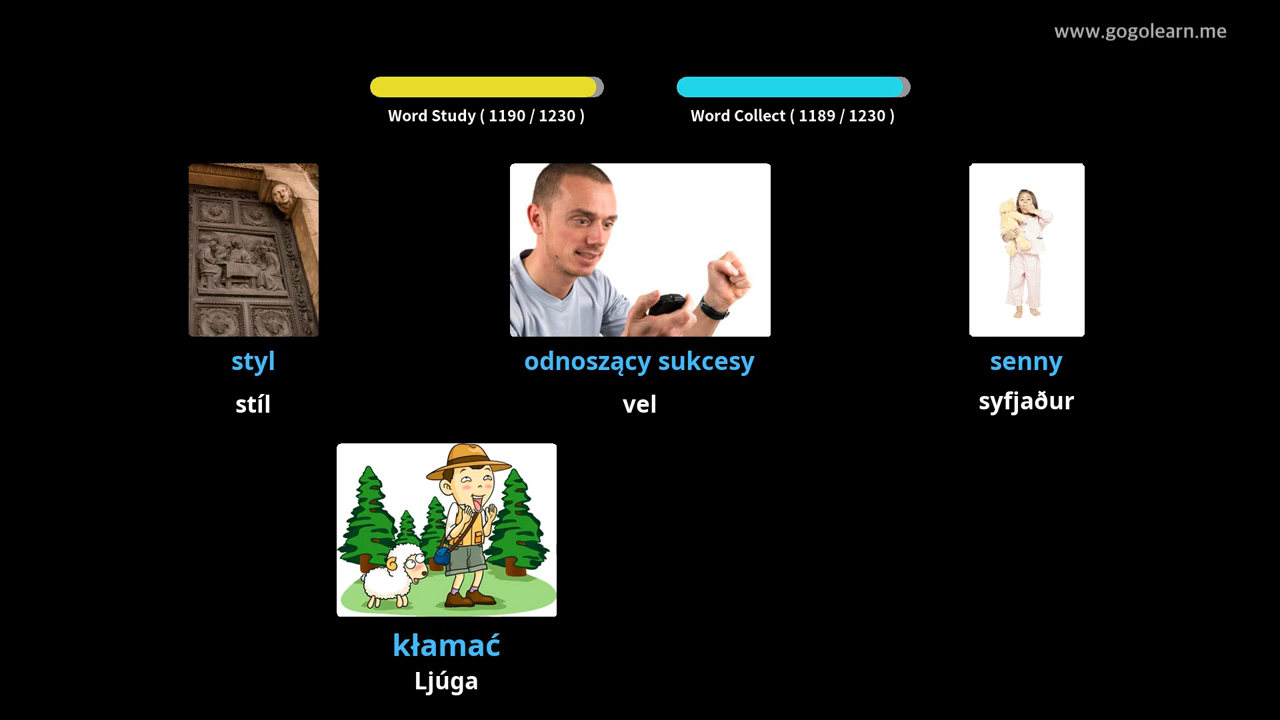 www.gogolearn.me
Word Study ( 1190 / 1230 )
Word Collect ( 1189 / 1230 )
styl
stíl
odnoszący sukcesy
vel
senny
syfjaður
kłamać
Ljúga